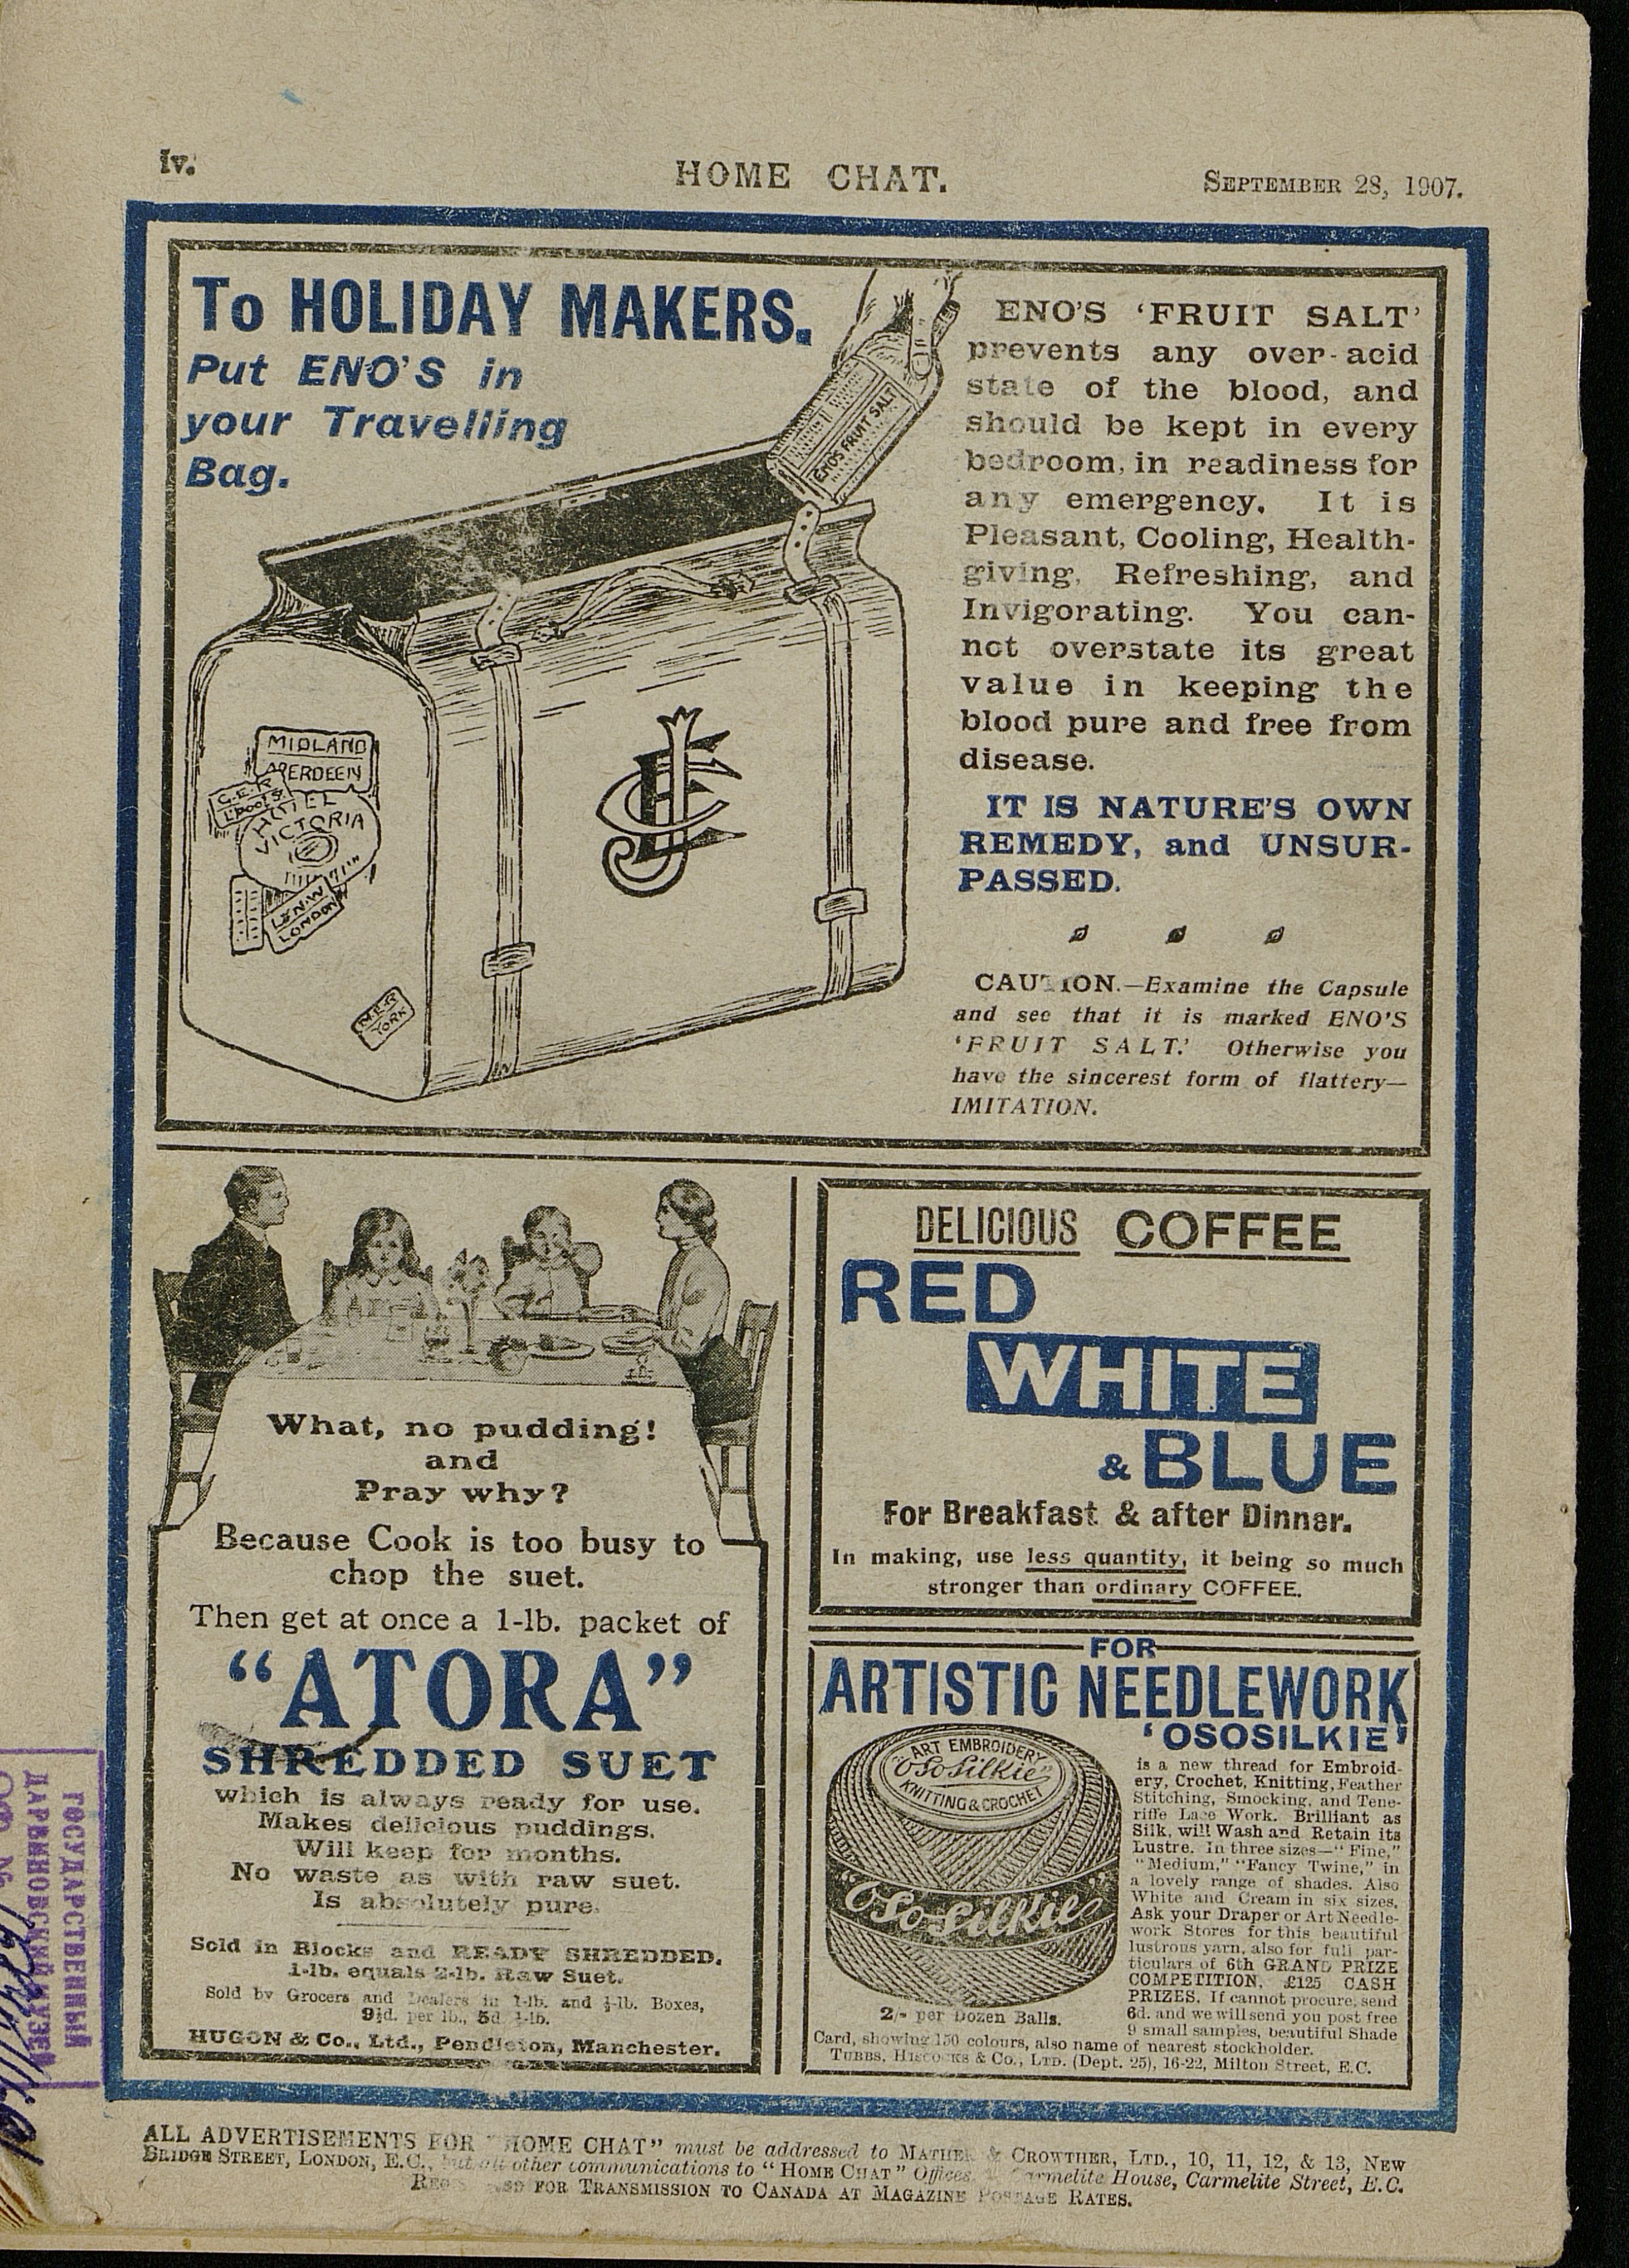 iv.
HOME CHAT.
SEPTEMBER 28, 1907.
To HOLIDAY MAKERS.
Put ENO'S in
your Travelling
Bag.
ENOS FRUIT SALT
MIDLAND
ABERDEEN
G.E.R
L'pool St
HOTEL
VICTORIA
L&N.W
LONDON
N.E.R
YORK
ENO'S ‘FRUIT SALT’
prevents any over-acid
state of the blood, and
should be kept in every
bedroom, in readiness for
any emergency. It is
Pleasant, Cooling, Health-
giving, Refreshing, and
Invigorating. You can-
not overstate its great
value in keeping the
blood pure and free from
disease.
IT IS NATURE'S OWN
REMEDY, and UNSUR-
PASSED.
CAUTION.—Examine the Capsule
and see that it is marked ENO'S
‘FRUIT SALT.’ Otherwise you
have the sincerest form of flattery—
IMITATION.
What, no pudding!
and
Pray why?
Because Cook is too busy to
chop the suet.
Then get at once a 1-lb. packet of
“ATORA”
SHREDDED SUET
which is always ready for use.
Makes delicious puddings.
Will keep for months.
No waste as with raw suet.
Is absolutely pure.
Sold in Blocks and READY SHREDDED.
1-lb. equals 2-lb. Raw Suet.
Sold by Grocers and Dealers in 1-lb. and ½-lb. Boxes,
9½d. per lb., 5d ½-lb.
HUGON & Co., Ltd., Pendleton, Manchester.
DELICIOUS COFFEE
RED
WHITE
& BLUE
For Breakfast & after Dinner.
In making, use less quantity, it being so much
stronger than ordinary COFFEE.
FOR
ARTISTIC NEEDLEWORK
‘OSOSILKIE’
ART EMBROIDERY
“OSoSilkie”
KNITTING & CROCHET
“OSo-Silkie”
2/- per Dozen Balls.
is a new thread for Embroid-
ery, Crochet, Knitting, Feather
Stitching, Smocking, and Tene-
riffe Lace Work. Brilliant as
Silk, will Wash and Retain its
Lustre. In three sizes—“Fine,”
“Medium,” “Fancy Twine,” in
a lovely range of shades. Also
White and Cream in six sizes.
Ask your Draper or Art Needle-
work Stores for this beautiful
lustrous yarn, also for full par-
ticulars of 6th GRAND PRIZE
COMPETITION, £125 CASH
PRIZES. If cannot procure, send
6d. and we will send you post free
9 small samples, beautiful Shade
Card, showing 150 colours, also name of nearest stockholder.
TUBBS, HISCOCKS & Co., LTD. (Dept. 25), 16-22, Milton Street, E.C.
ALL ADVERTISEMENTS FOR “HOME CHAT” must be addressed to MATHER & CROWTHER, LTD., 10, 11, 12, & 13, NEW
BRIDGE STREET, LONDON, E.C., but all other communications to “HOME CHAT” Offices, Carmelite House, Carmelite Street, E.C.
REGISTERED FOR TRANSMISSION TO CANADA AT MAGAZINE POSTAGE RATES.
ГОСУДАРСТВЕННЫЙ
ДАРВИНОВСКИЙ МУЗЕЙ